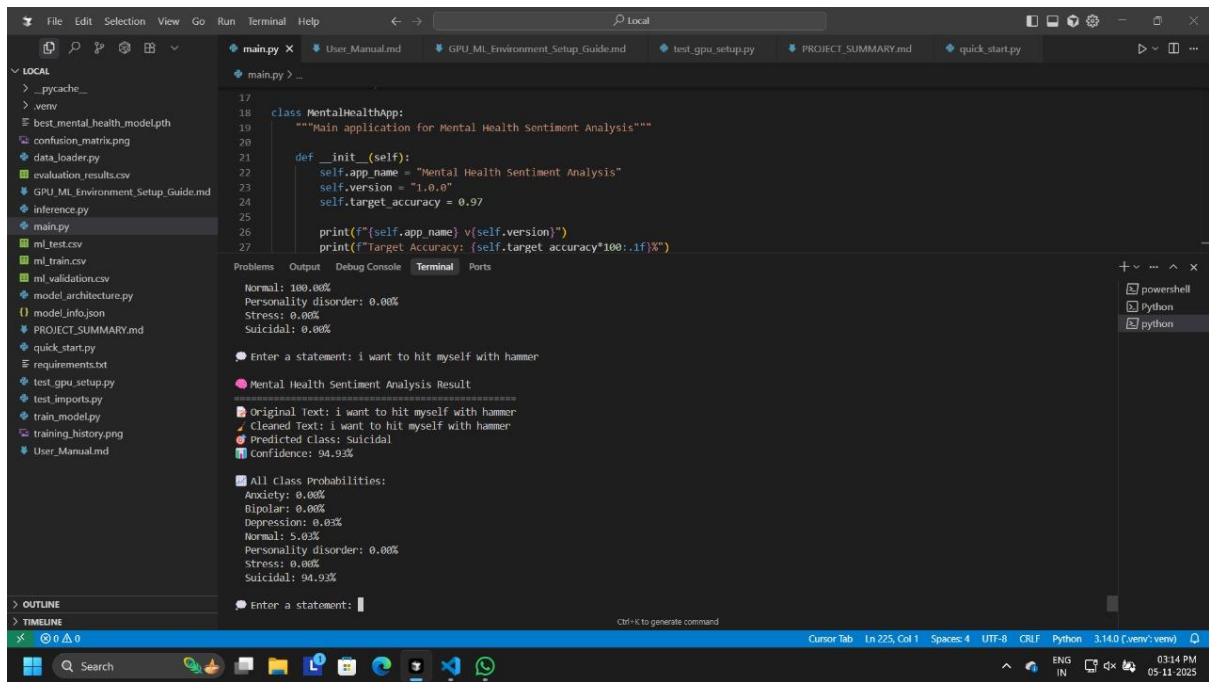 File Edit Selection View Go Run Terminal Help
Local
main.py
User_Manual.md
GPU_ML_Environment_Setup_Guide.md
test_gpu_setup.py
PROJECT_SUMMARY.md
quick_start.py
LOCAL
__pycache__
.venv
best_mental_health_model.pth
confusion_matrix.png
data_loader.py
evaluation_results.csv
GPU_ML_Environment_Setup_Guide.md
inference.py
main.py
ml_test.csv
ml_train.csv
ml_validation.csv
model_architecture.py
model_info.json
PROJECT_SUMMARY.md
quick_start.py
requirements.txt
test_gpu_setup.py
test_imports.py
train_model.py
training_history.png
User_Manual.md
OUTLINE
TIMELINE
main.py > ...
17
18 class MentalHealthApp:
19 """Main application for Mental Health Sentiment Analysis"""
20
21 def __init__(self):
22 self.app_name = "Mental Health Sentiment Analysis"
23 self.version = "1.0.0"
24 self.target_accuracy = 0.97
25
26 print(f"{self.app_name} v{self.version}")
27 print(f"Target Accuracy: {self.target_accuracy*100:.1f}%")
Problems Output Debug Console Terminal Ports
powershell
Python
python
Normal: 100.00%
Personality disorder: 0.00%
Stress: 0.00%
Suicidal: 0.00%
💭 Enter a statement: i want to hit myself with hammer
🧠 Mental Health Sentiment Analysis Result
==================================================
📝 Original Text: i want to hit myself with hammer
🧹 Cleaned Text: i want to hit myself with hammer
🎯 Predicted Class: Suicidal
📊 Confidence: 94.93%
📈 All Class Probabilities:
Anxiety: 0.00%
Bipolar: 0.00%
Depression: 0.03%
Normal: 5.03%
Personality disorder: 0.00%
Stress: 0.00%
Suicidal: 94.93%
💭 Enter a statement:
Ctrl+K to generate command
0 0
Cursor Tab Ln 225, Col 1 Spaces: 4 UTF-8 CRLF Python 3.14.0 ('.venv': venv)
Search
ENG
IN
03:14 PM
05-11-2025